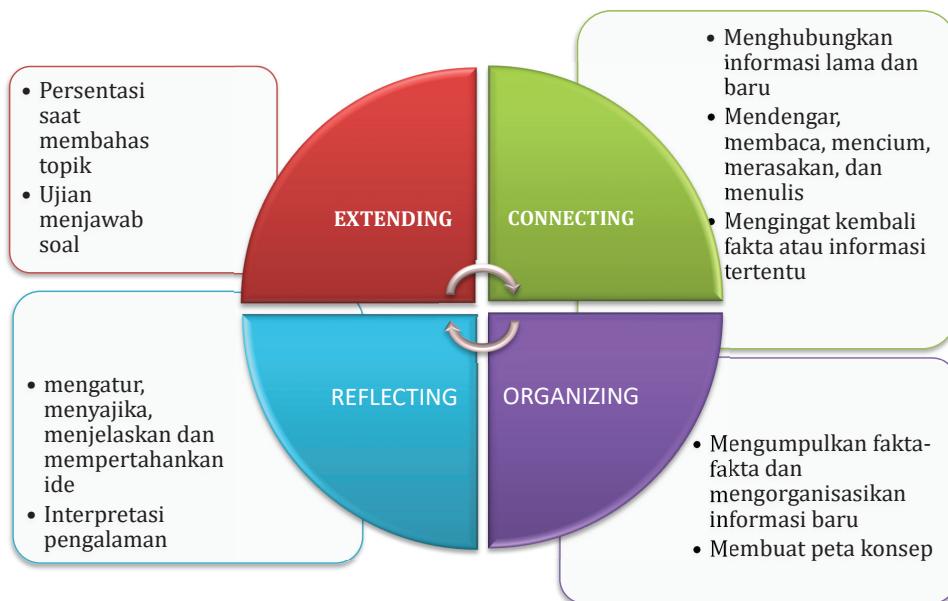 • Persentasi
saat
membahas
topik
• Ujian
menjawab
soal
EXTENDING
CONNECTING
• Menghubungkan
informasi lama dan
baru
• Mendengar,
membaca, mencium,
merasakan, dan
menulis
• Mengingat kembali
fakta atau informasi
tertentu
• mengatur,
menyajika,
menjelaskan dan
mempertahankan
ide
• Interpretasi
pengalaman
REFLECTING
ORGANIZING
• Mengumpulkan fakta-
fakta dan
mengorganisasikan
informasi baru
• Membuat peta konsep